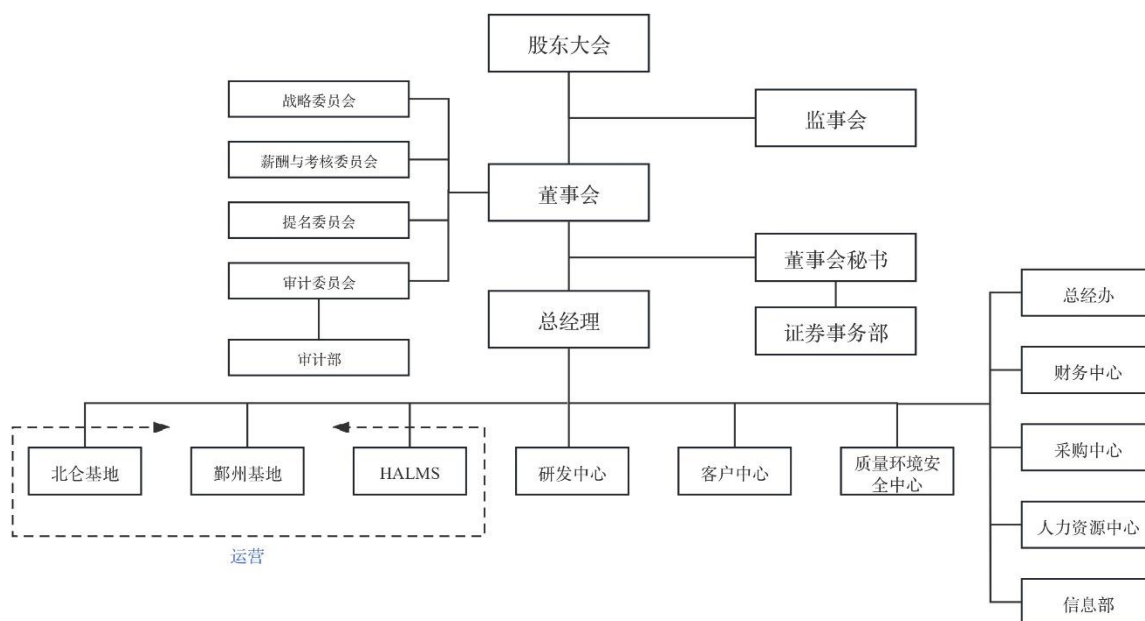 股东大会
战略委员会
监事会
薪酬与考核委员会
董事会
提名委员会
董事会秘书
审计委员会
总经办
总经理
证券事务部
审计部
财务中心
采购中心
北仑基地
鄞州基地
HALMS
研发中心
客户中心
质量环境安
全中心
人力资源中心
运营
信息部